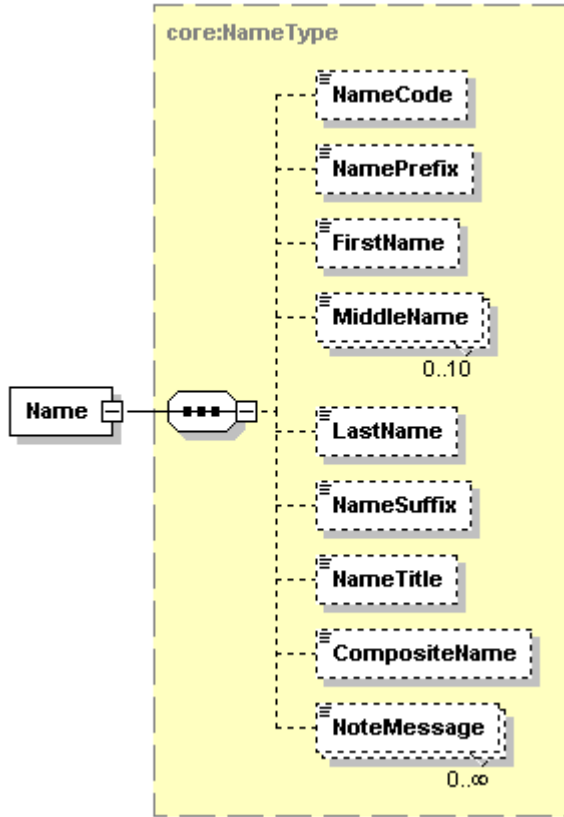 core:NameType
NameCode
NamePrefix
FirstName
MiddleName
0..10
Name
LastName
NameSuffix
NameTitle
CompositeName
NoteMessage
0..∞